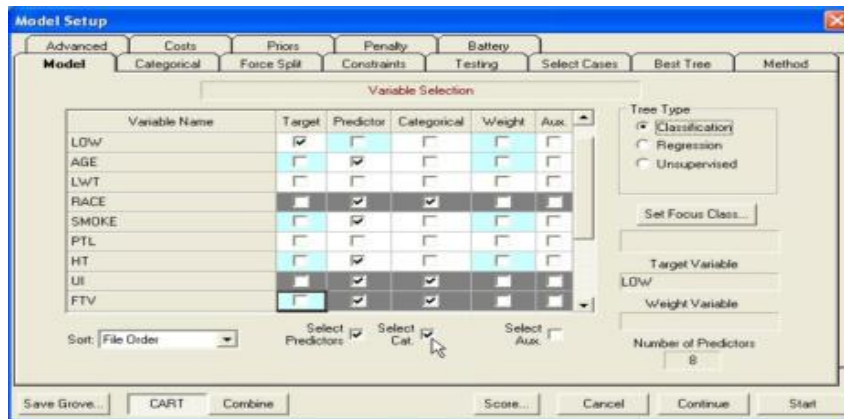 Model Setup
Advanced Costs Priors Penalty Battery
Model Categorical Force Split Constraints Testing Select Cases Best Tree Method
Variable Selection
Variable Name Target Predictor Categorical Weight Aux.
LOW
AGE
LWT
RACE
SMOKE
PTL
HT
UI
FTV
Sort: File Order
Select Predictors
Select Cat.
Select Aux.
Tree Type
Classification
Regression
Unsupervised
Set Focus Class...
Target Variable
LOW
Weight Variable
Number of Predictors
8
Save Grove... CART Combine Score... Cancel Continue Start